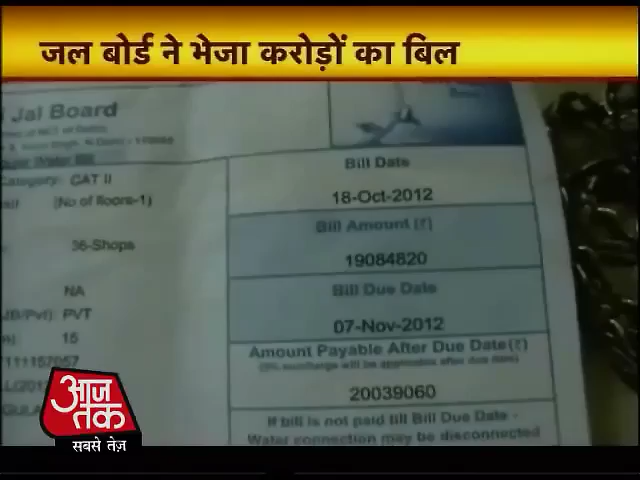 जल बोर्ड ने भेजा करोड़ों का बिल
Jal Board
Category: CAT II
(No of floors-1)
36-Shops
NA
PVT
15
Bill Date
18-Oct-2012
Bill Amount (₹)
19084820
Bill Due Date
07-Nov-2012
Amount Payable After Due Date(₹)
20039060
If bill is not paid till Bill Due Date -
Water connection may be disconnected
आज
तक
सबसे तेज़